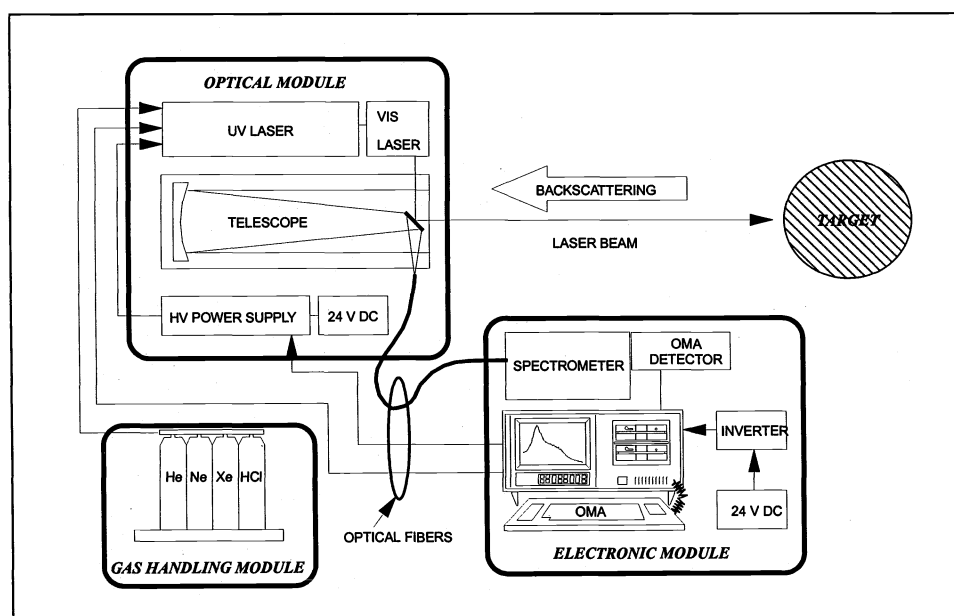 OPTICAL MODULE
UV LASER
VIS
LASER
TELESCOPE
BACKSCATTERING
LASER BEAM
TARGET
HV POWER SUPPLY
24 V DC
SPECTROMETER
OMA
DETECTOR
INVERTER
24 V DC
OMA
ELECTRONIC MODULE
OPTICAL FIBERS
He Ne Xe HCl
GAS HANDLING MODULE